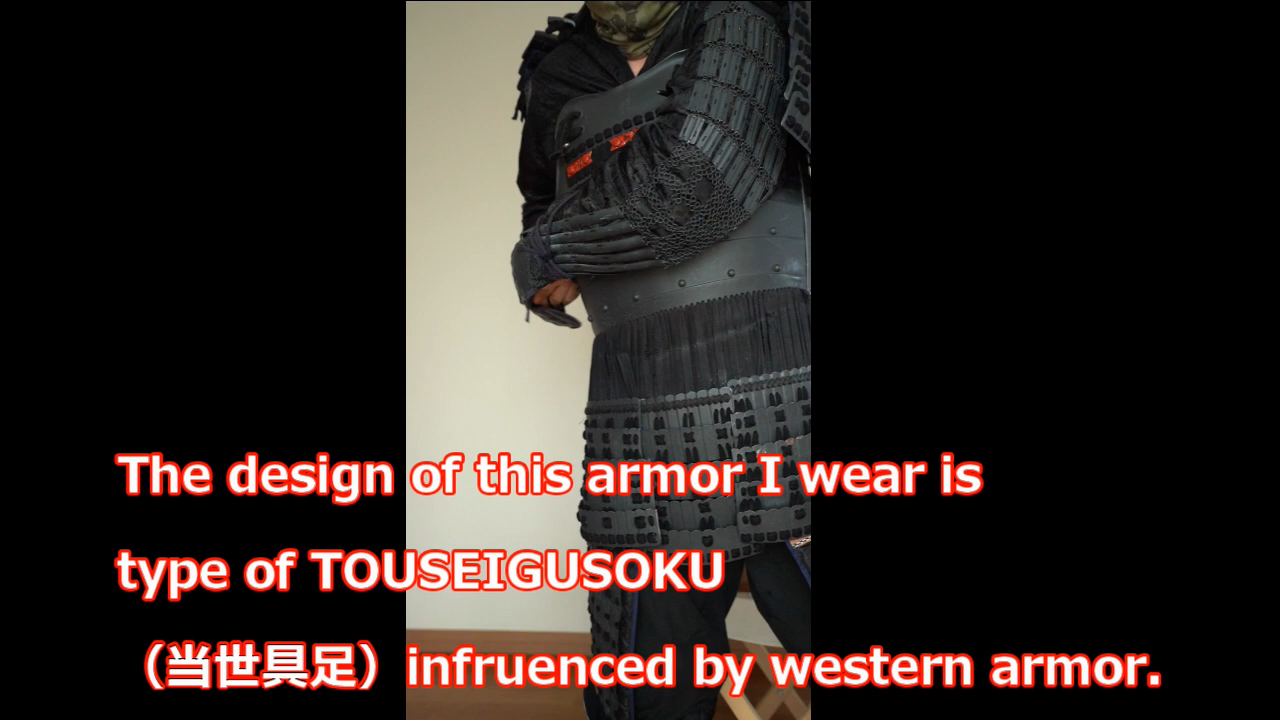 The design of this armor I wear is
type of TOUSEIGUSOKU
（当世具足）infruenced by western armor.